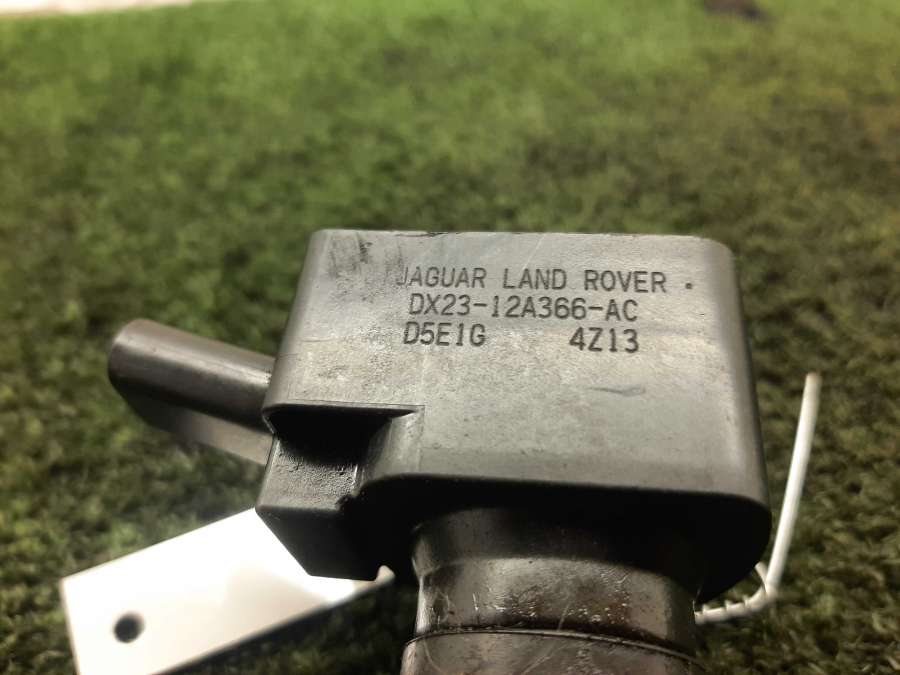 JAGUAR LAND ROVER
DX23-12A366-AC
D5E1G 4Z13